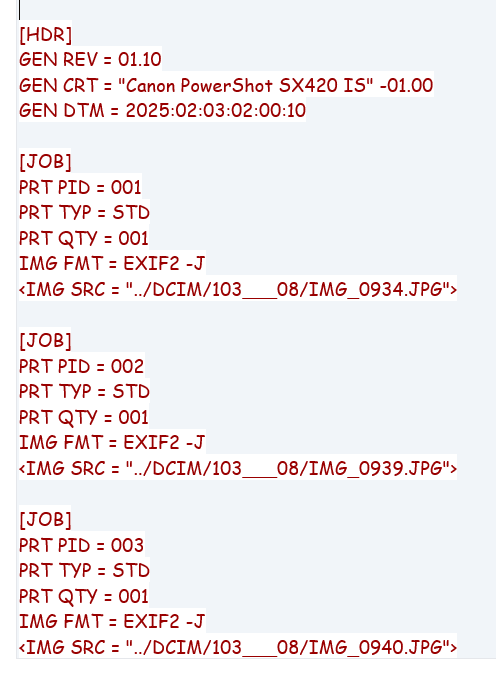 [HDR]
GEN REV = 01.10
GEN CRT = "Canon PowerShot SX420 IS" -01.00
GEN DTM = 2025:02:03:02:00:10
[JOB]
PRT PID = 001
PRT TYP = STD
PRT QTY = 001
IMG FMT = EXIF2 -J
<IMG SRC = "../DCIM/103___08/IMG_0934.JPG">
[JOB]
PRT PID = 002
PRT TYP = STD
PRT QTY = 001
IMG FMT = EXIF2 -J
<IMG SRC = "../DCIM/103___08/IMG_0939.JPG">
[JOB]
PRT PID = 003
PRT TYP = STD
PRT QTY = 001
IMG FMT = EXIF2 -J
<IMG SRC = "../DCIM/103___08/IMG_0940.JPG">